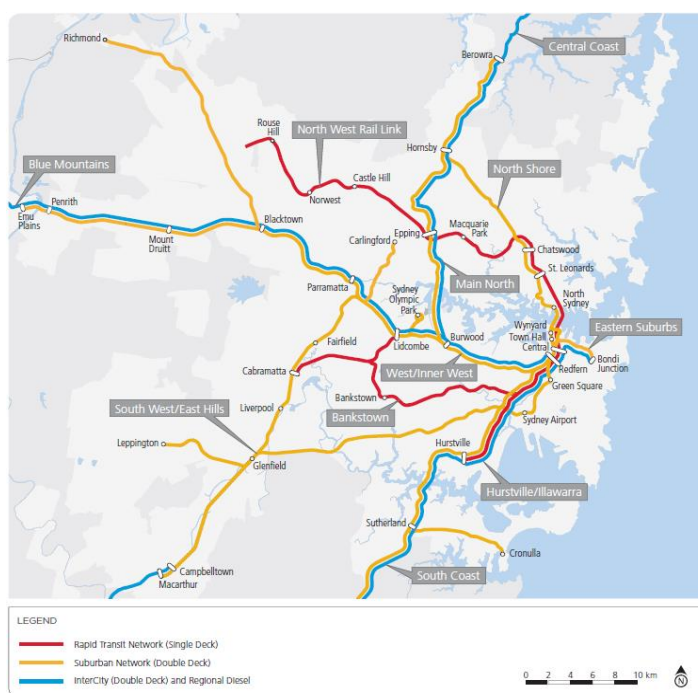 Richmond
Central Coast
Berowra
Rouse
Hill
North West Rail Link
Hornsby
North Shore
Blue Mountains
Castle Hill
Norwest
Penrith
Emu
Plains
Mount
Druitt
Blacktown
Epping
Macquarie
Park
Carlingford
Chatswood
St. Leonards
Parramatta
Main North
Sydney
Olympic
Park
North
Sydney
Wynyard
Town Hall
Central
Eastern Suburbs
Fairfield
Lidcombe
Burwood
Redfern
Bondi
Junction
Cabramatta
West/Inner West
Green Square
South West/East Hills
Liverpool
Bankstown
Bankstown
Sydney Airport
Leppington
Hurstville
Glenfield
Hurstville/Illawarra
Sutherland
Cronulla
Campbelltown
Macarthur
South Coast
LEGEND
Rapid Transit Network (Single Deck)
Suburban Network (Double Deck)
InterCity (Double Deck) and Regional Diesel
0 2 4 6 8 10 km
N